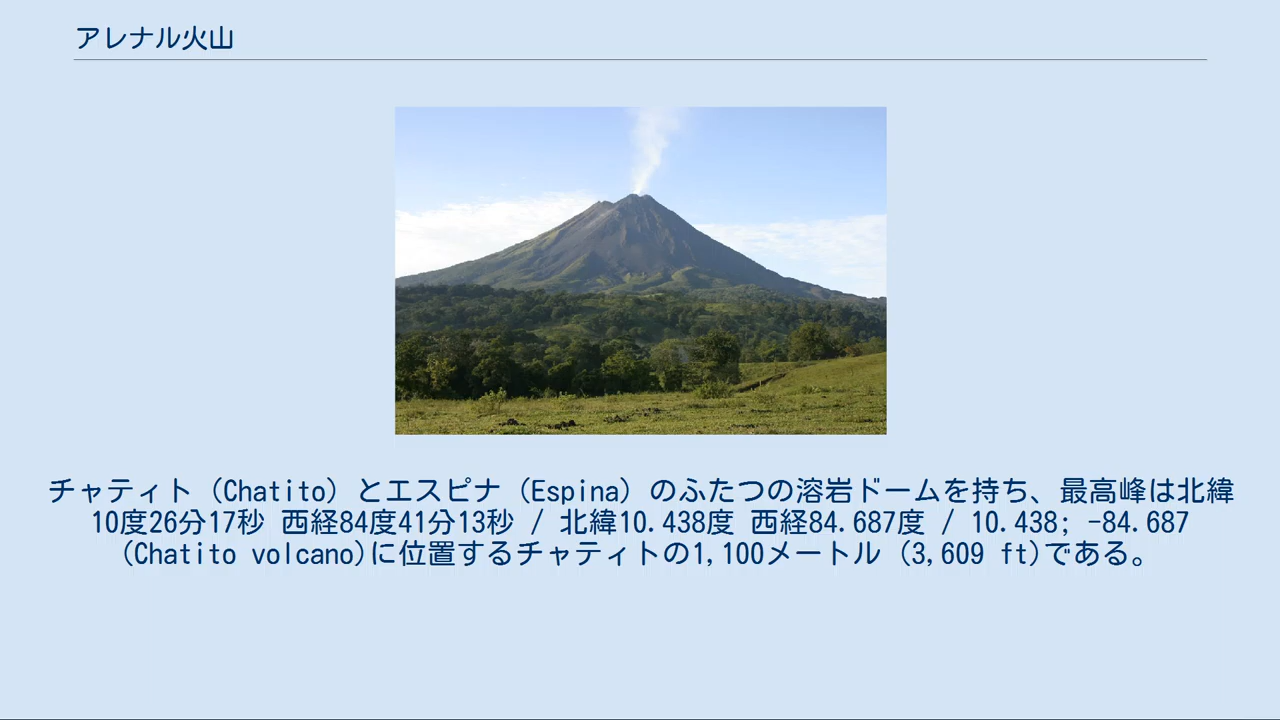 アレナル火山
チャティト（Chatito）とエスピナ（Espina）のふたつの溶岩ドームを持ち、最高峰は北緯
10度26分17秒 西経84度41分13秒 / 北緯10.438度 西経84.687度 / 10.438; -84.687
(Chatito volcano)に位置するチャティトの1,100メートル (3,609 ft)である。